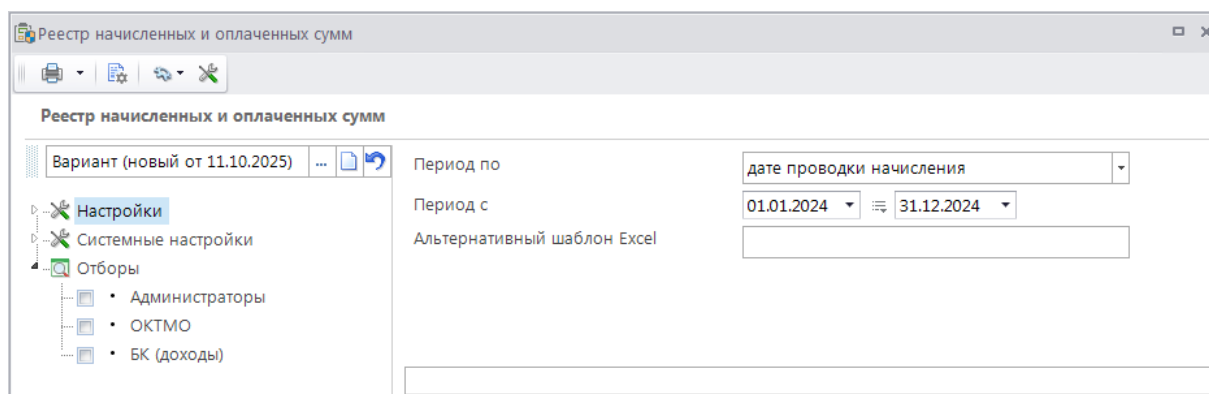 Реестр начисленных и оплаченных сумм
Реестр начисленных и оплаченных сумм
Вариант (новый от 11.10.2025) ...
Настройки
Системные настройки
Отборы
• Администраторы
• ОКТМО
• БК (доходы)
Период по дате проводки начисления
Период с 01.01.2024 31.12.2024
Альтернативный шаблон Excel